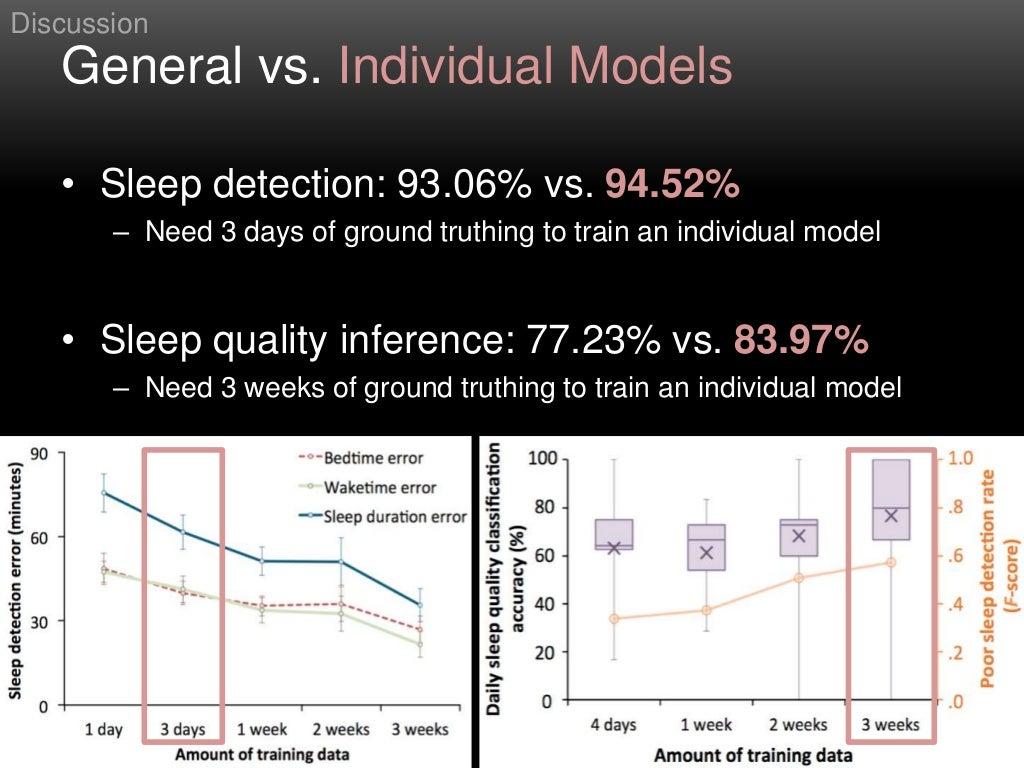 Discussion
General vs. Individual Models
• Sleep detection: 93.06% vs. 94.52%
– Need 3 days of ground truthing to train an individual model
• Sleep quality inference: 77.23% vs. 83.97%
– Need 3 weeks of ground truthing to train an individual model
Sleep detection error (minutes)
90
60
30
0
Bedtime error
Waketime error
Sleep duration error
1 day 3 days 1 week 2 weeks 3 weeks
Amount of training data
Daily sleep quality classification
accuracy (%)
100
80
60
40
20
0
1.0
.8
.6
.4
.2
.0
Poor sleep detection rate
(F-score)
4 days 1 week 2 weeks 3 weeks
Amount of training data